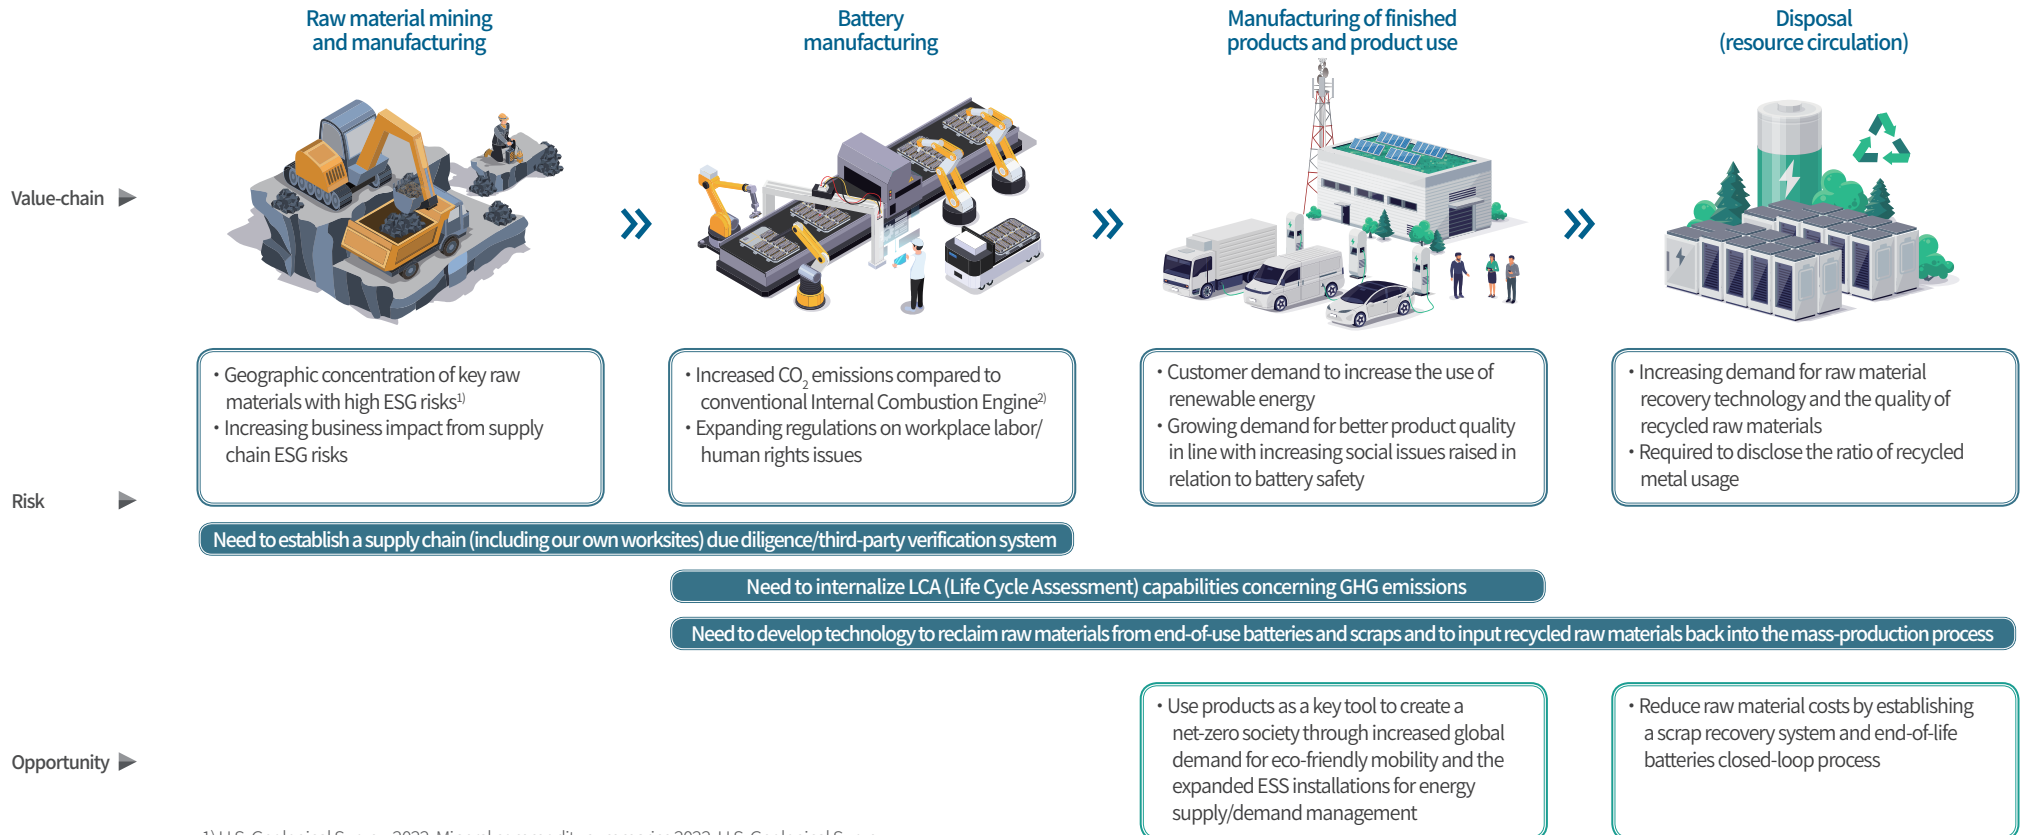 Raw material mining
and manufacturing
Battery
manufacturing
Manufacturing of finished
products and product use
Disposal
(resource circulation)
Value-chain
Risk
・Geographic concentration of key raw
materials with high ESG risks1)
・Increasing business impact from supply
chain ESG risks
・Increased CO2 emissions compared to
conventional Internal Combustion Engine2)
・Expanding regulations on workplace labor/
human rights issues
・Customer demand to increase the use of
renewable energy
・Growing demand for better product quality
in line with increasing social issues raised in
relation to battery safety
・Increasing demand for raw material
recovery technology and the quality of
recycled raw materials
・Required to disclose the ratio of recycled
metal usage
Need to establish a supply chain (including our own worksites) due diligence/third-party verification system
Need to internalize LCA (Life Cycle Assessment) capabilities concerning GHG emissions
Need to develop technology to reclaim raw materials from end-of-use batteries and scraps and to input recycled raw materials back into the mass-production process
Opportunity
・Use products as a key tool to create a
net-zero society through increased global
demand for eco-friendly mobility and the
expanded ESS installations for energy
supply/demand management
・Reduce raw material costs by establishing
a scrap recovery system and end-of-life
batteries closed-loop process